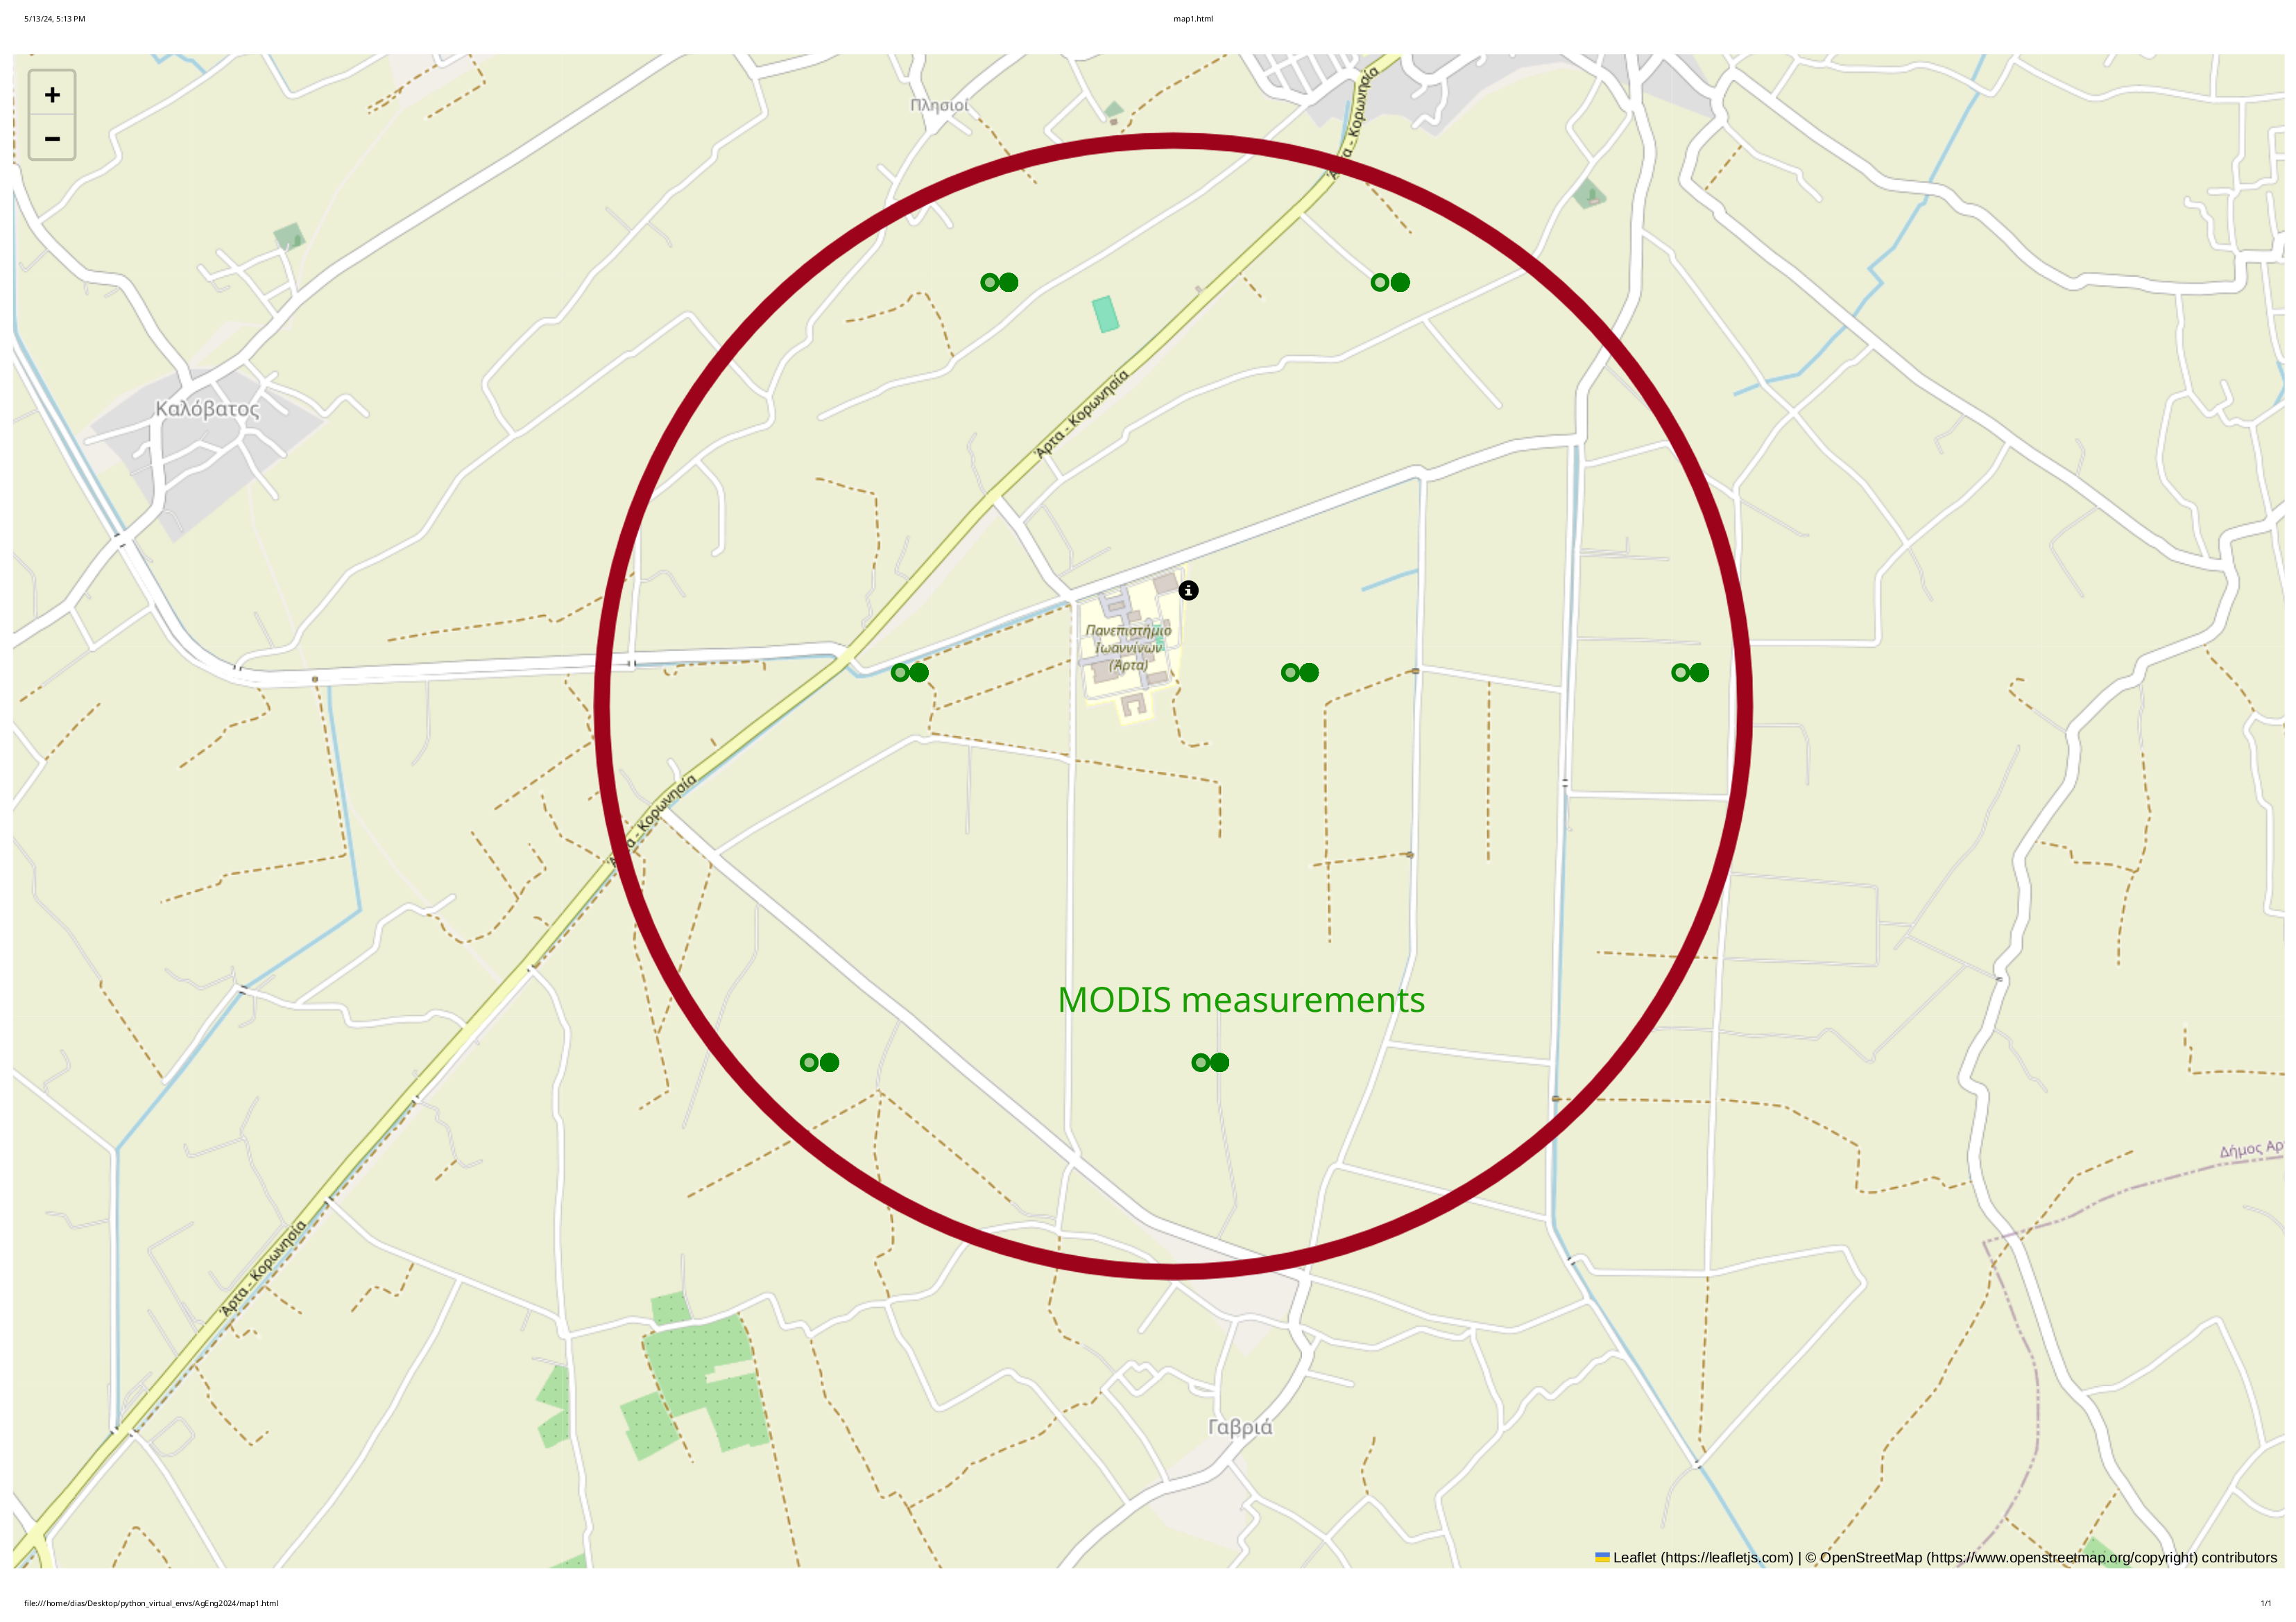 5/13/24, 5:13 PM
map1.html
+
−
Πλησιοί
Άρτα - Κορωνησία
Καλόβατος
Άρτα - Κορωνησία
Πανεπιστήμιο
Ιωαννίνων
(Άρτα)
Άρτα - Κορωνησία
MODIS measurements
Δήμος Αρ
Άρτα - Κορωνησία
Γαβριά
Leaflet (https://leafletjs.com) | © OpenStreetMap (https://www.openstreetmap.org/copyright) contributors
file:///home/dias/Desktop/python_virtual_envs/AgEng2024/map1.html
1/1